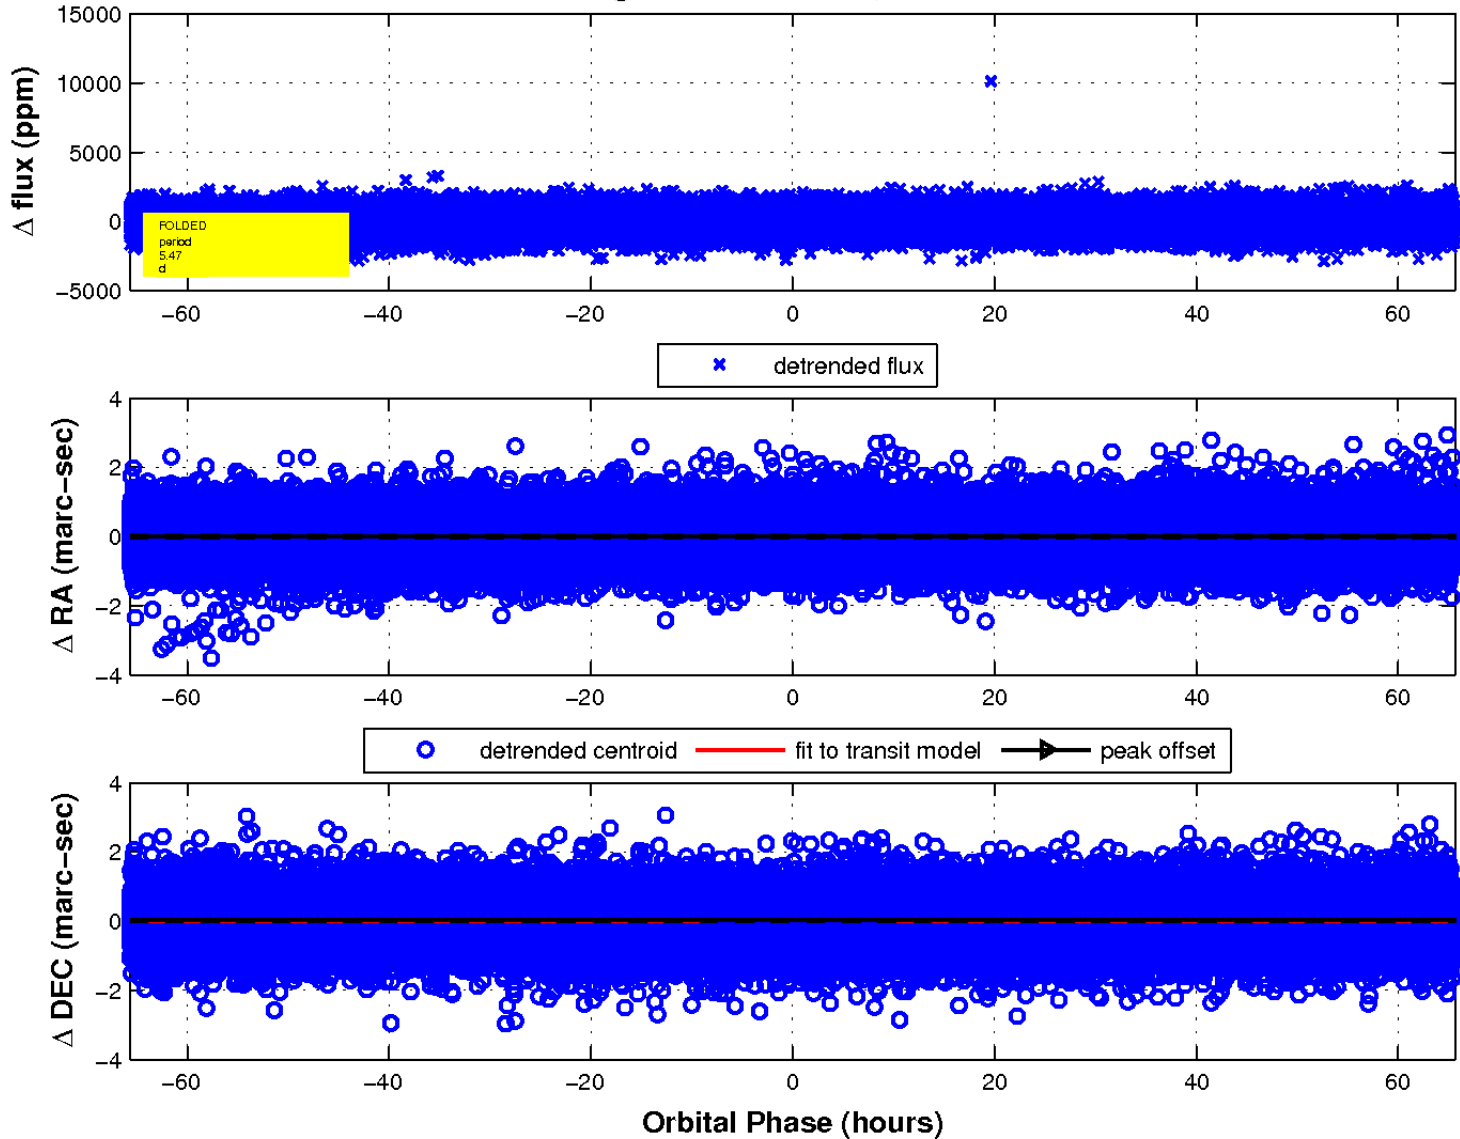 15000
10000
5000
0
−5000
Δ flux (ppm)
FOLDED
period
5.47
d
−60 −40 −20 0 20 40 60
detrended flux
4
2
0
−2
−4
Δ RA (marc−sec)
−60 −40 −20 0 20 40 60
detrended centroid fit to transit model peak offset
4
2
0
−2
−4
Δ DEC (marc−sec)
−60 −40 −20 0 20 40 60
Orbital Phase (hours)